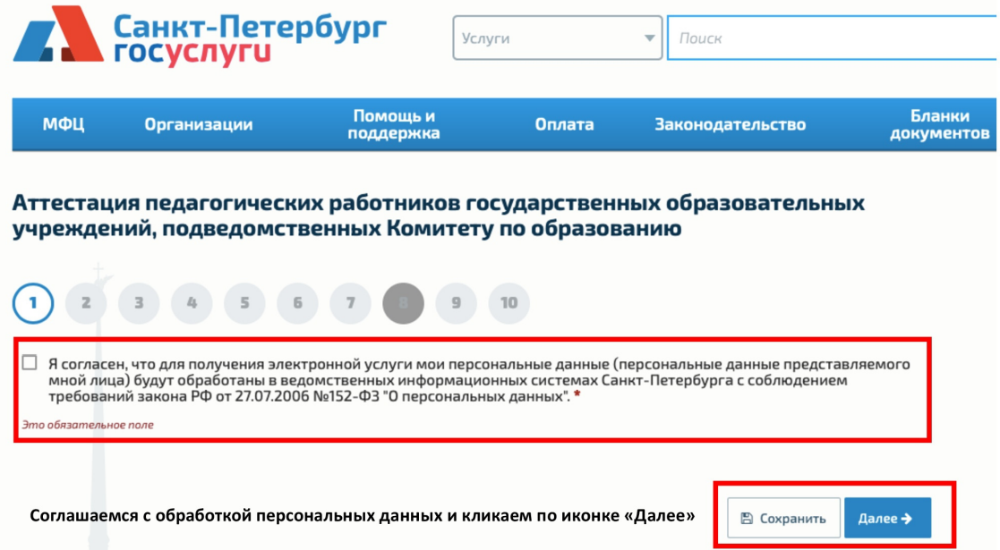 Санкт-Петербург
госуслуги
Услуги
Поиск
МФЦ
Организации
Помощь и
поддержка
Оплата
Законодательство
Бланки
документов
Аттестация педагогических работников государственных образовательных
учреждений, подведомственных Комитету по образованию
1 2 3 4 5 6 7 8 9 10
Я согласен, что для получения электронной услуги мои персональные данные (персональные данные представляемого
мной лица) будут обработаны в ведомственных информационных системах Санкт-Петербурга с соблюдением
требований закона РФ от 27.07.2006 №152-ФЗ "О персональных данных". *
Это обязательное поле
Соглашаемся с обработкой персональных данных и кликаем по иконке «Далее»
Сохранить
Далее →